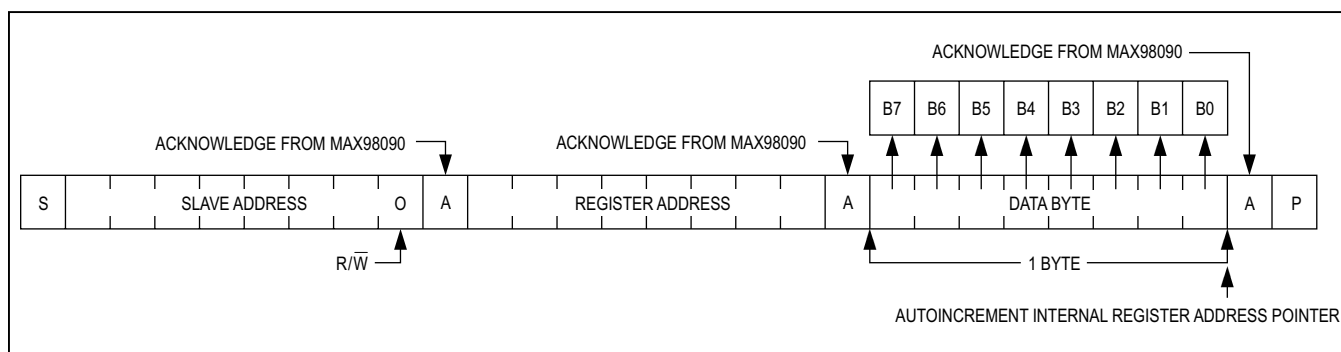 ACKNOWLEDGE FROM MAX98090
B7 B6 B5 B4 B3 B2 B1 B0
ACKNOWLEDGE FROM MAX98090 ACKNOWLEDGE FROM MAX98090
S SLAVE ADDRESS O A REGISTER ADDRESS A DATA BYTE A P
R/W̅ 1 BYTE
AUTOINCREMENT INTERNAL REGISTER ADDRESS POINTER